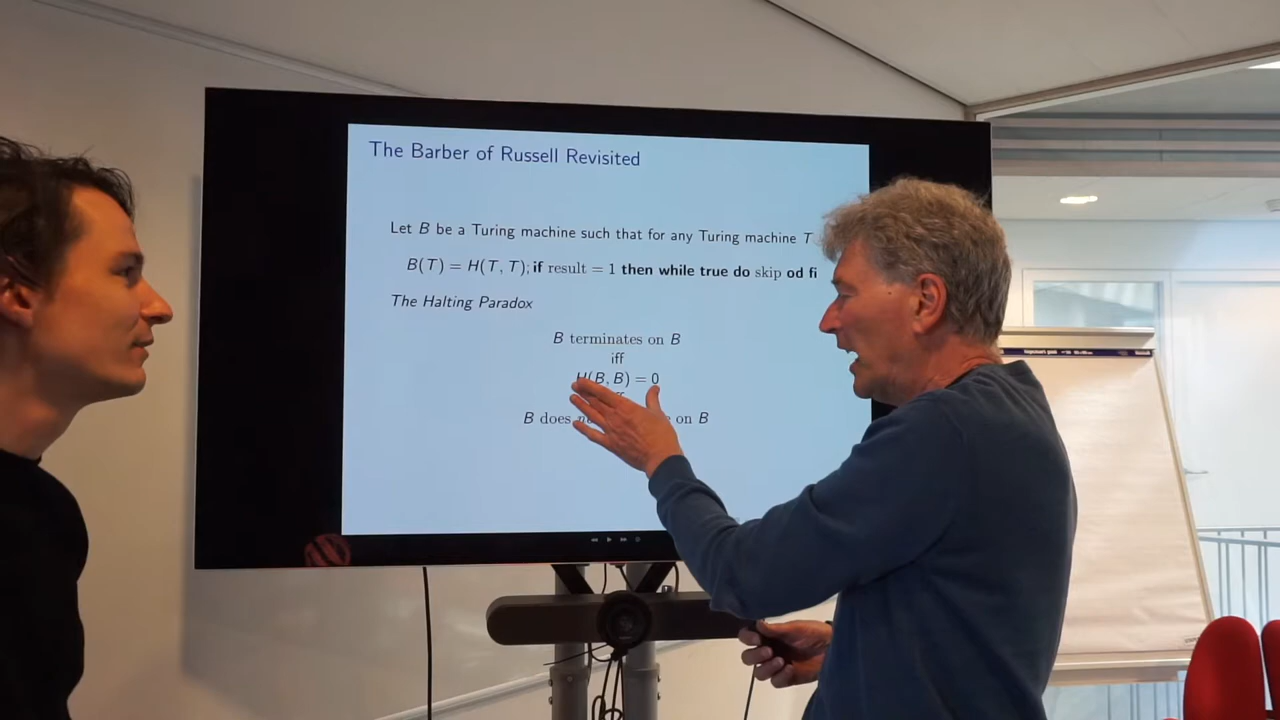 The Barber of Russell Revisited
Let B be a Turing machine such that for any Turing machine T
B(T) = H(T, T); if result = 1 then while true do skip od fi
The Halting Paradox
B terminates on B
iff
H(B, B) = 0
B does on B